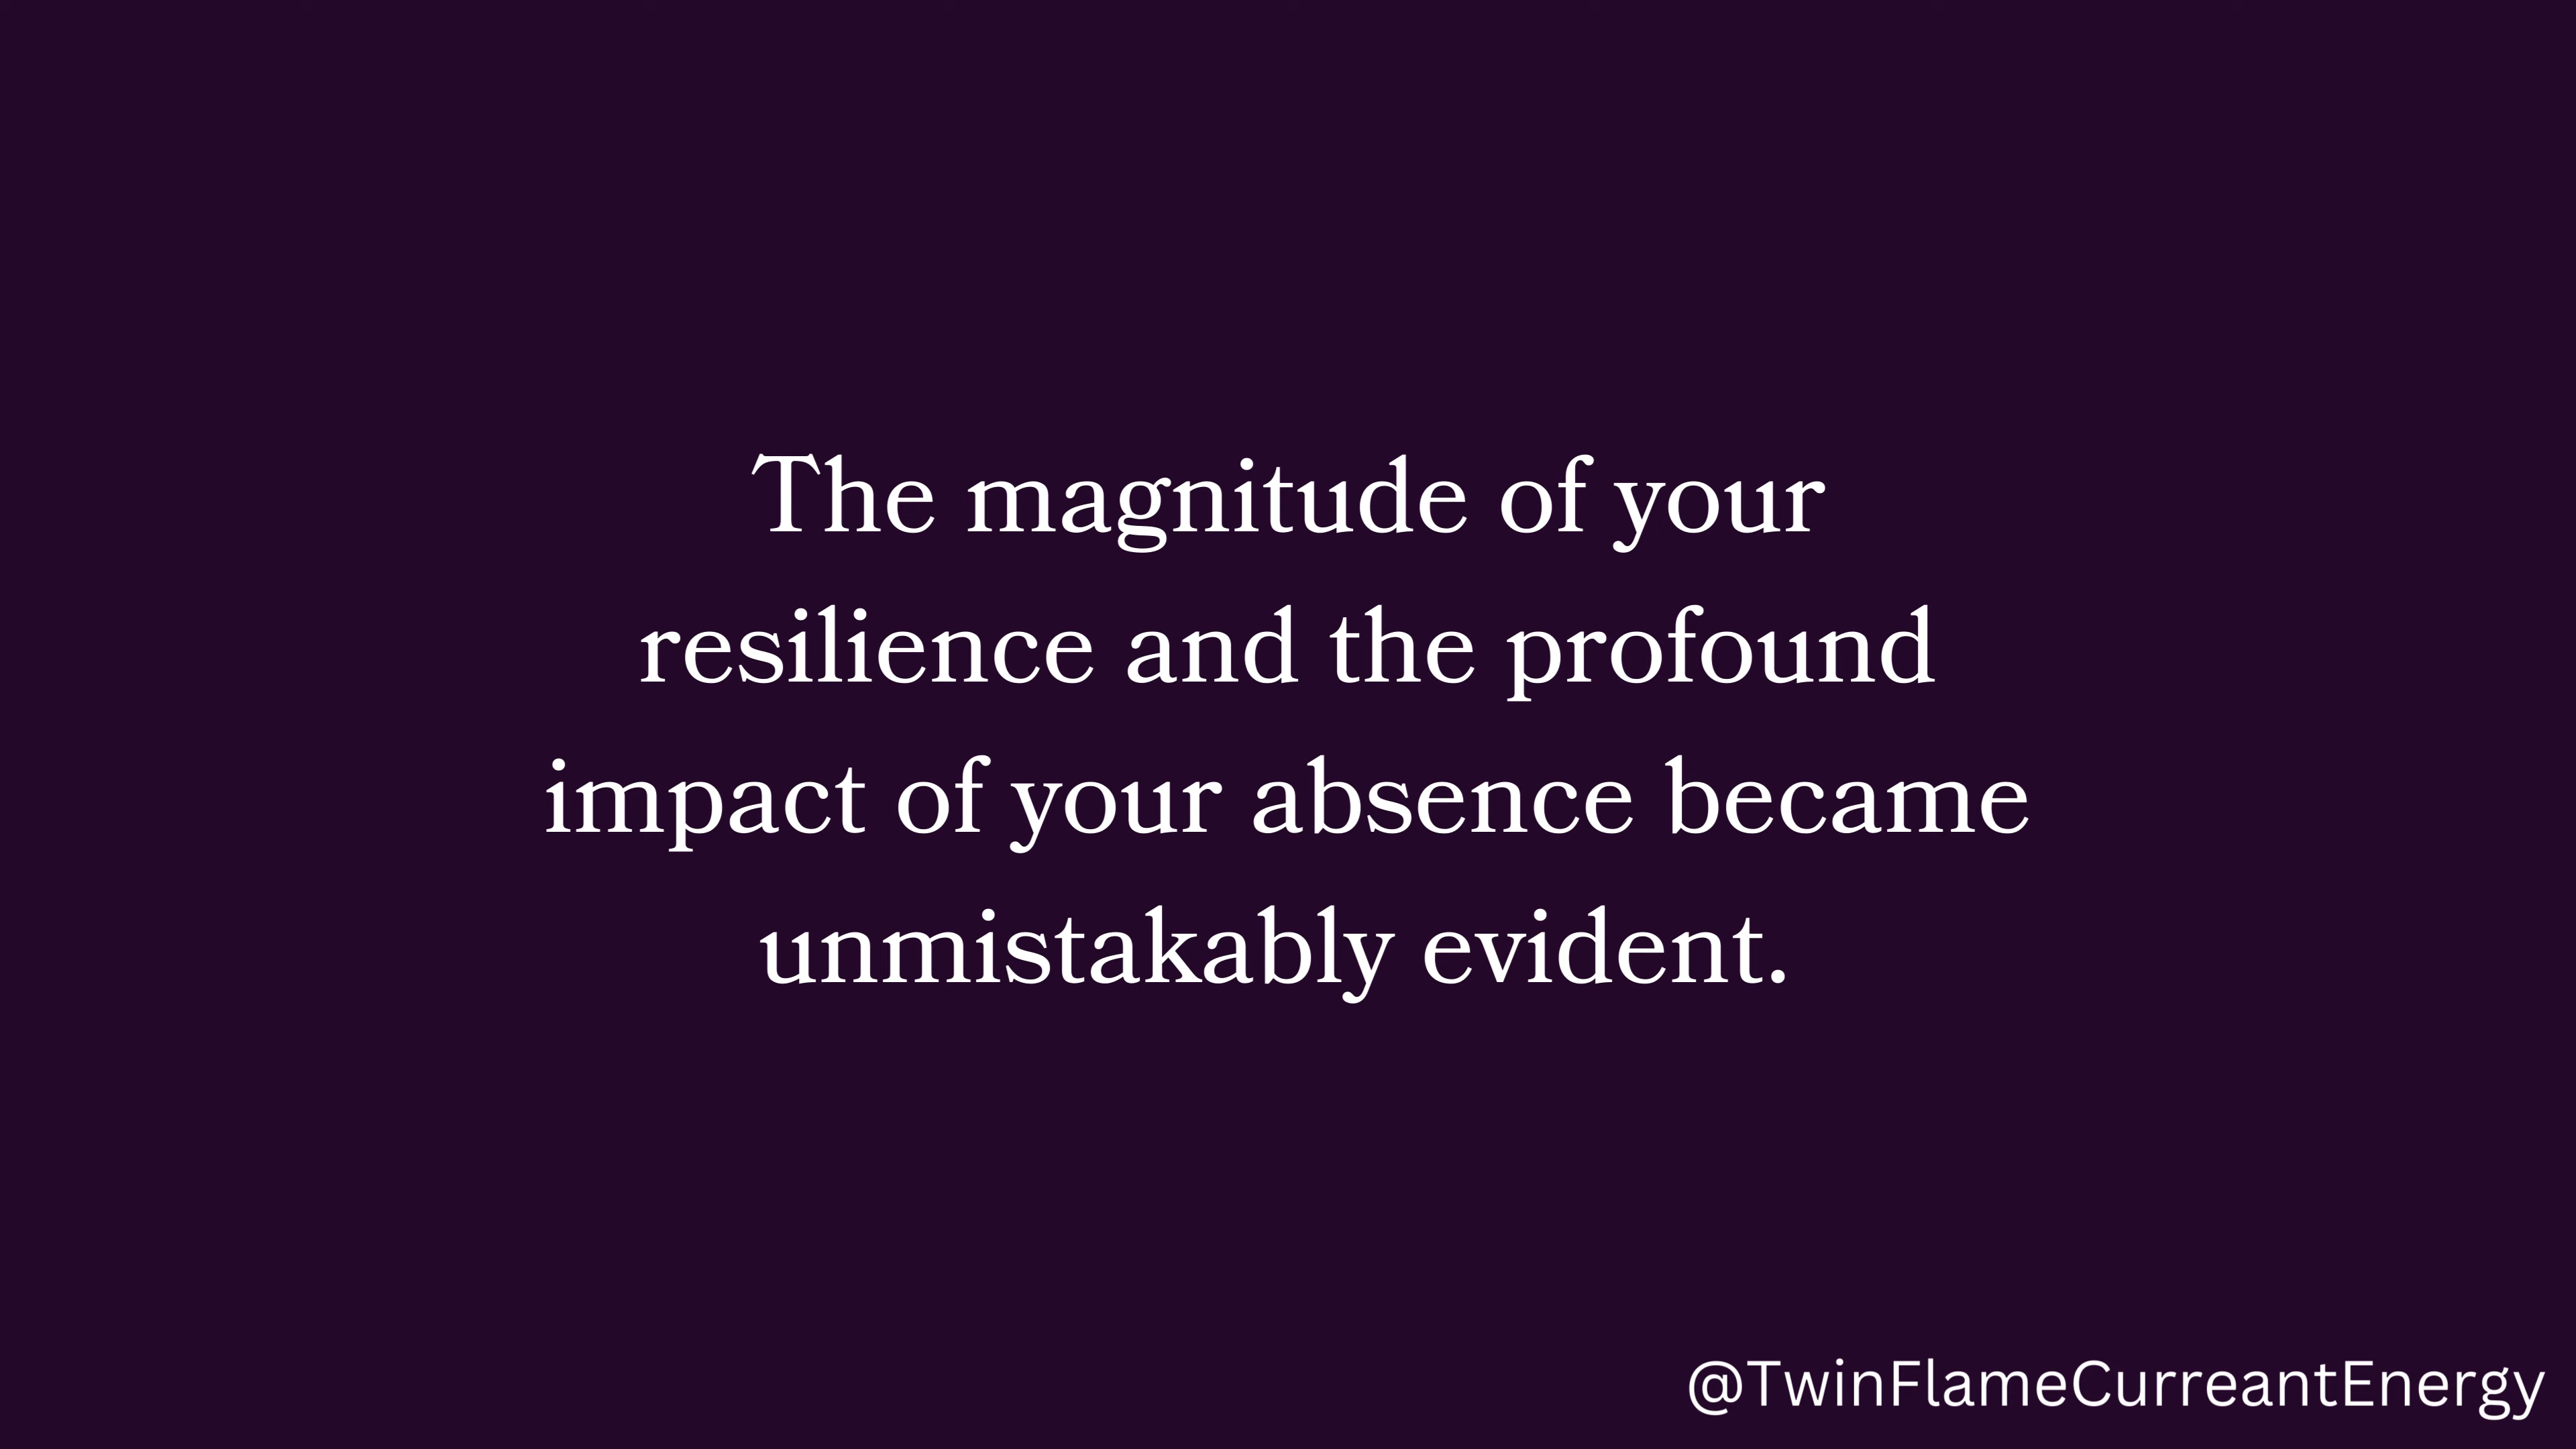 The magnitude of your
resilience and the profound
impact of your absence became
unmistakably evident.
@TwinFlameCurreantEnergy